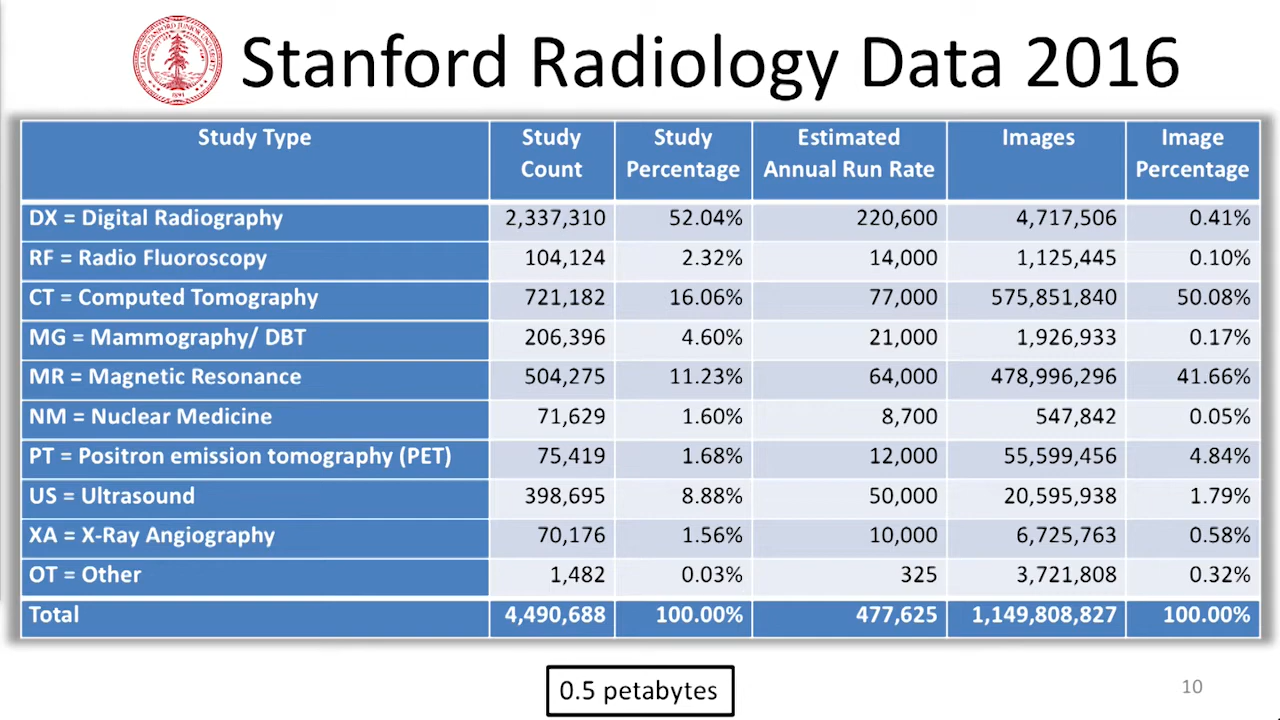 Stanford Radiology Data 2016
Study Type Study Count Study Percentage Estimated Annual Run Rate Images Image Percentage
DX = Digital Radiography 2,337,310 52.04% 220,600 4,717,506 0.41%
RF = Radio Fluoroscopy 104,124 2.32% 14,000 1,125,445 0.10%
CT = Computed Tomography 721,182 16.06% 77,000 575,851,840 50.08%
MG = Mammography/ DBT 206,396 4.60% 21,000 1,926,933 0.17%
MR = Magnetic Resonance 504,275 11.23% 64,000 478,996,296 41.66%
NM = Nuclear Medicine 71,629 1.60% 8,700 547,842 0.05%
PT = Positron emission tomography (PET) 75,419 1.68% 12,000 55,599,456 4.84%
US = Ultrasound 398,695 8.88% 50,000 20,595,938 1.79%
XA = X-Ray Angiography 70,176 1.56% 10,000 6,725,763 0.58%
OT = Other 1,482 0.03% 325 3,721,808 0.32%
Total 4,490,688 100.00% 477,625 1,149,808,827 100.00%
0.5 petabytes
10